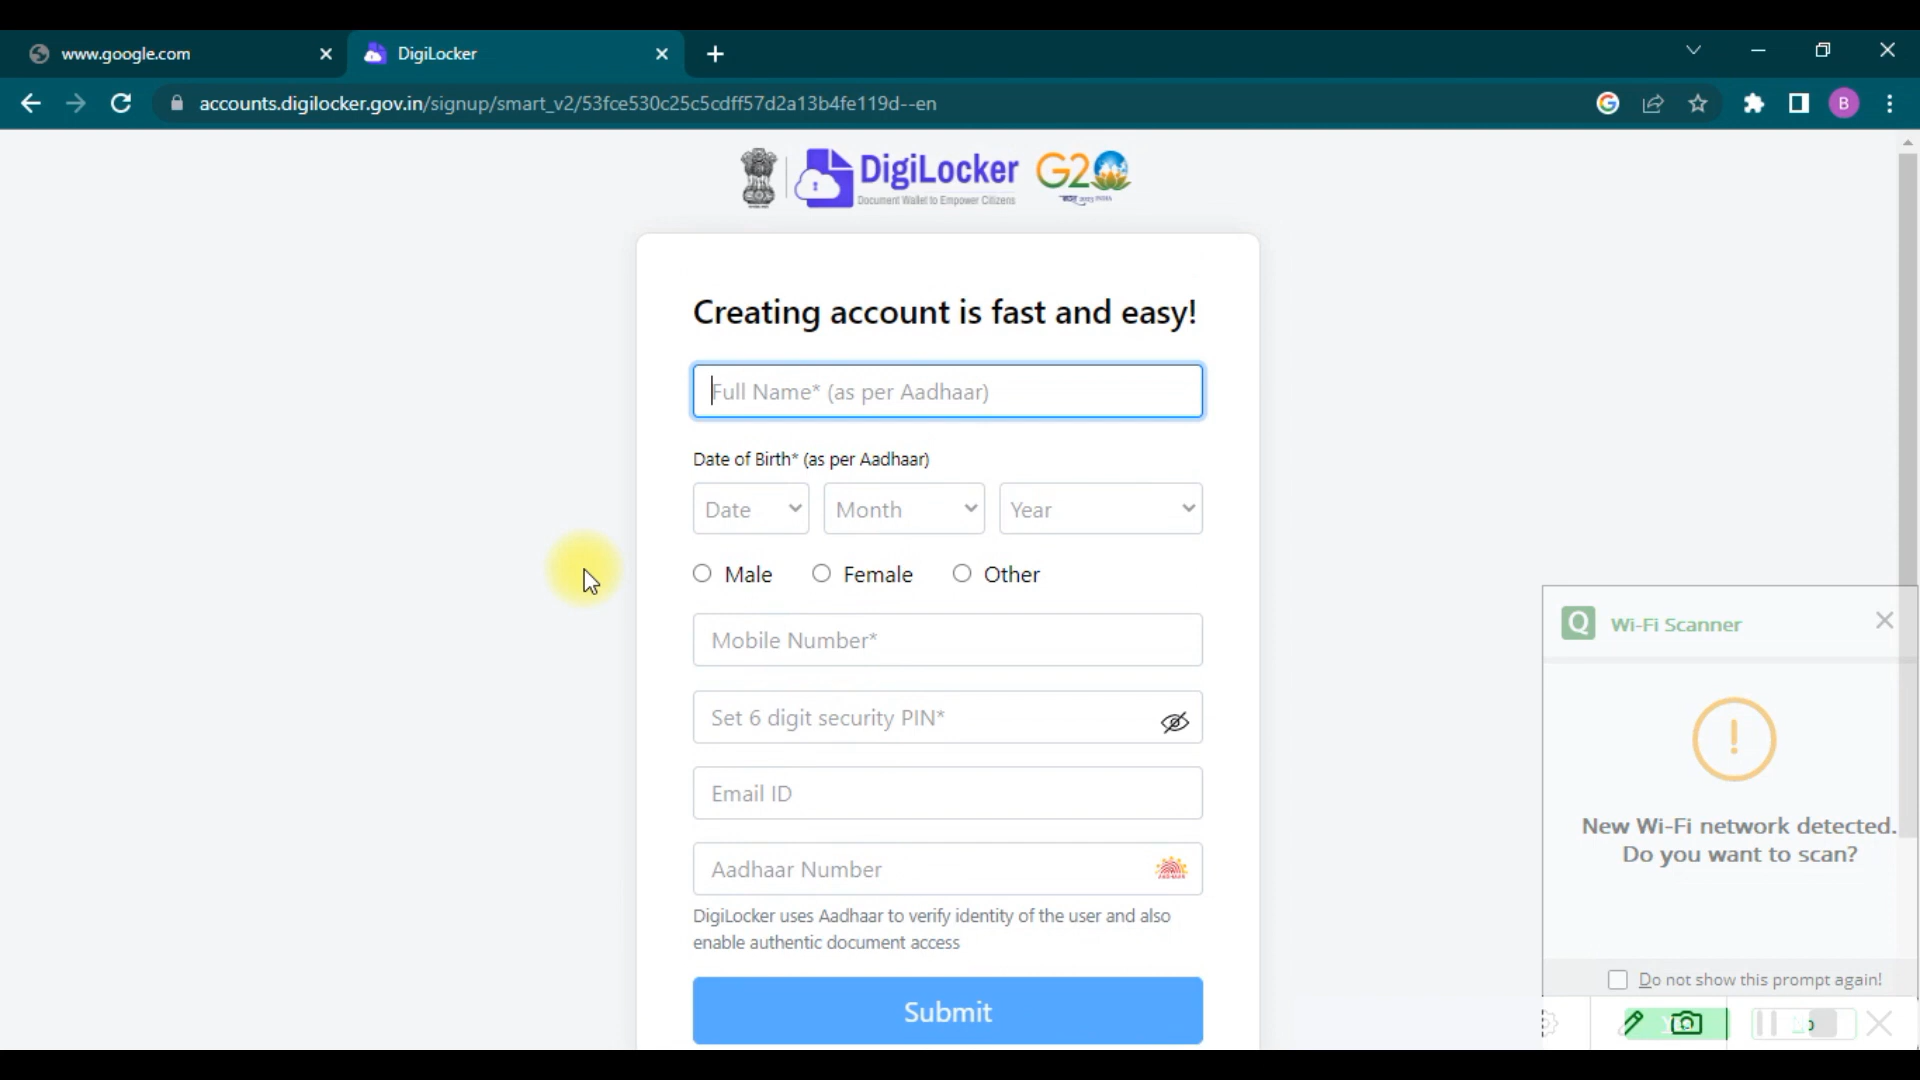 www.google.com
DigiLocker
accounts.digilocker.gov.in/signup/smart_v2/53fce530c25c5cdff57d2a13b4fe119d--en
B
DigiLocker
Document Wallet to Empower Citizens
G20
Creating account is fast and easy!
Full Name* (as per Aadhaar)
Date of Birth* (as per Aadhaar)
Date Month Year
Male Female Other
Mobile Number*
Set 6 digit security PIN*
Email ID
Aadhaar Number
DigiLocker uses Aadhaar to verify identity of the user and also
enable authentic document access
Submit
Q Wi-Fi Scanner
!
New Wi-Fi network detected.
Do you want to scan?
Do not show this prompt again!